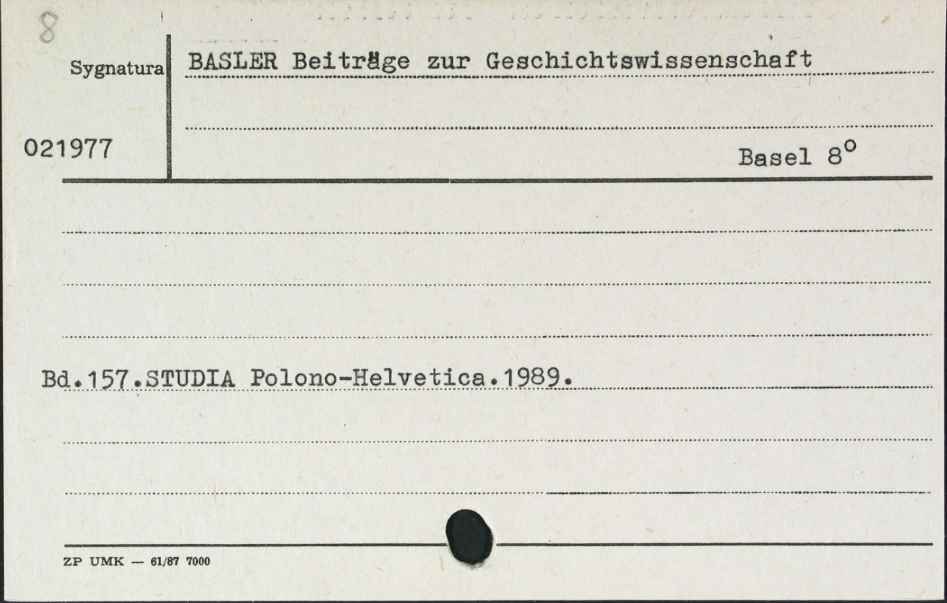 8
Sygnatura
BASLER Beiträge zur Geschichtswissenschaft
021977
Basel 8º
Bd.157.STUDIA Polono-Helvetica.1989.
ZP UMK — 61/87 7000